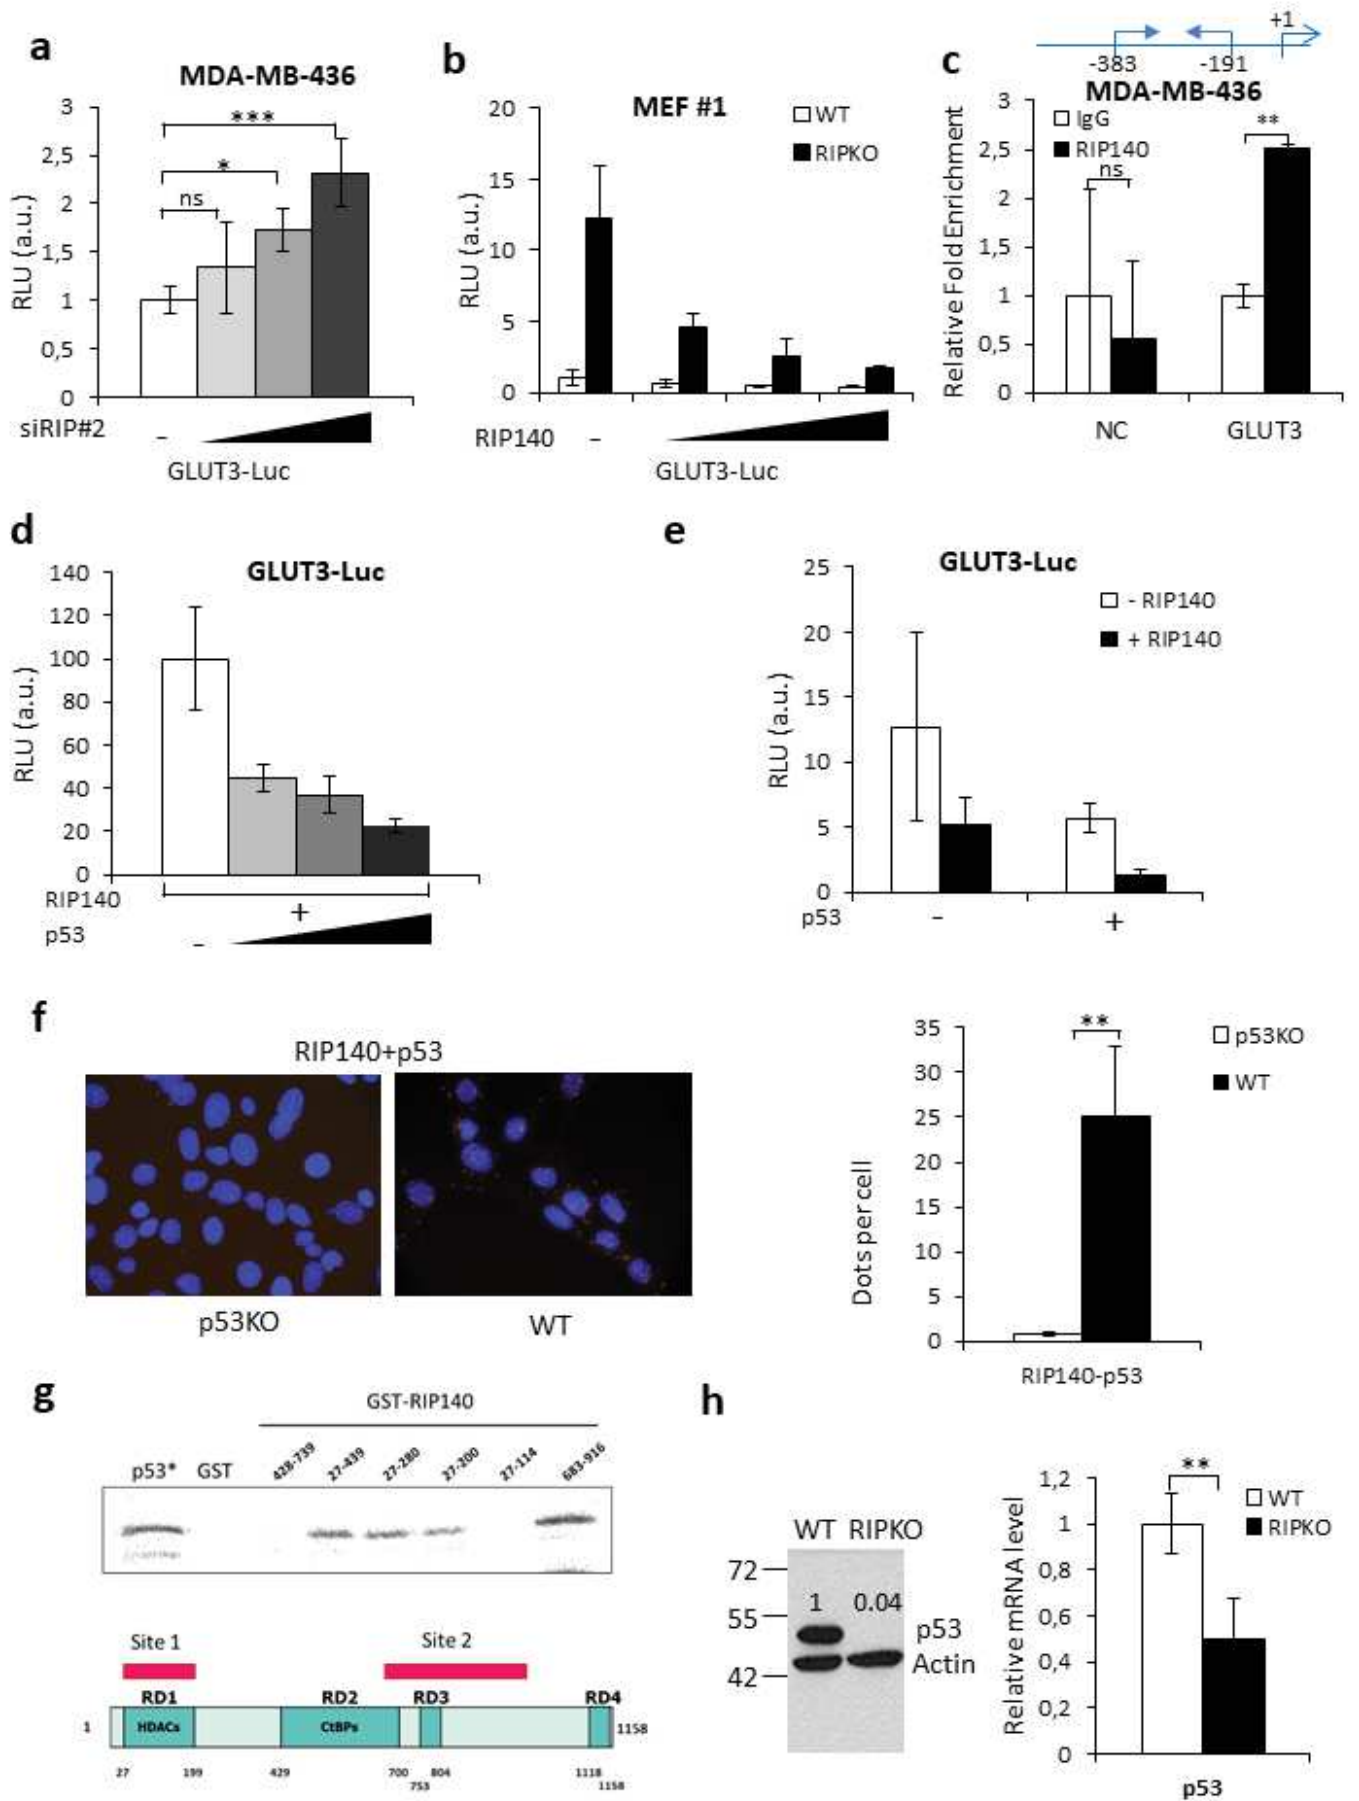 a
MDA-MB-436
RLU (a.u.)
3
2,5
2
1,5
1
0,5
0
***
*
ns
siRIP#2
-
GLUT3-Luc
b
MEF #1
WT
RIPKO
RLU (a.u.)
20
15
10
5
0
RIP140
-
GLUT3-Luc
c
+1
-383
-191
MDA-MB-436
IgG
RIP140
ns
**
Relative Fold Enrichment
3
2,5
2
1,5
1
0,5
0
NC
GLUT3
d
GLUT3-Luc
RLU (a.u.)
140
120
100
80
60
40
20
0
RIP140
+
p53
-
e
GLUT3-Luc
- RIP140
+ RIP140
RLU (a.u.)
25
20
15
10
5
0
p53
-
+
f
RIP140+p53
p53KO
WT
Dots per cell
35
30
25
20
15
10
5
0
**
p53KO
WT
RIP140-p53
g
GST-RIP140
p53*
GST
428-739
27-439
27-280
27-200
27-114
683-916
Site 1
Site 2
RD1
RD2
RD3
RD4
1
HDACs
CtBPs
1158
27
199
429
700
753
804
1118
1158
h
WT RIPKO
72
55
42
1
0.04
p53
Actin
Relative mRNA level
1,2
1
0,8
0,6
0,4
0,2
0
**
WT
RIPKO
p53